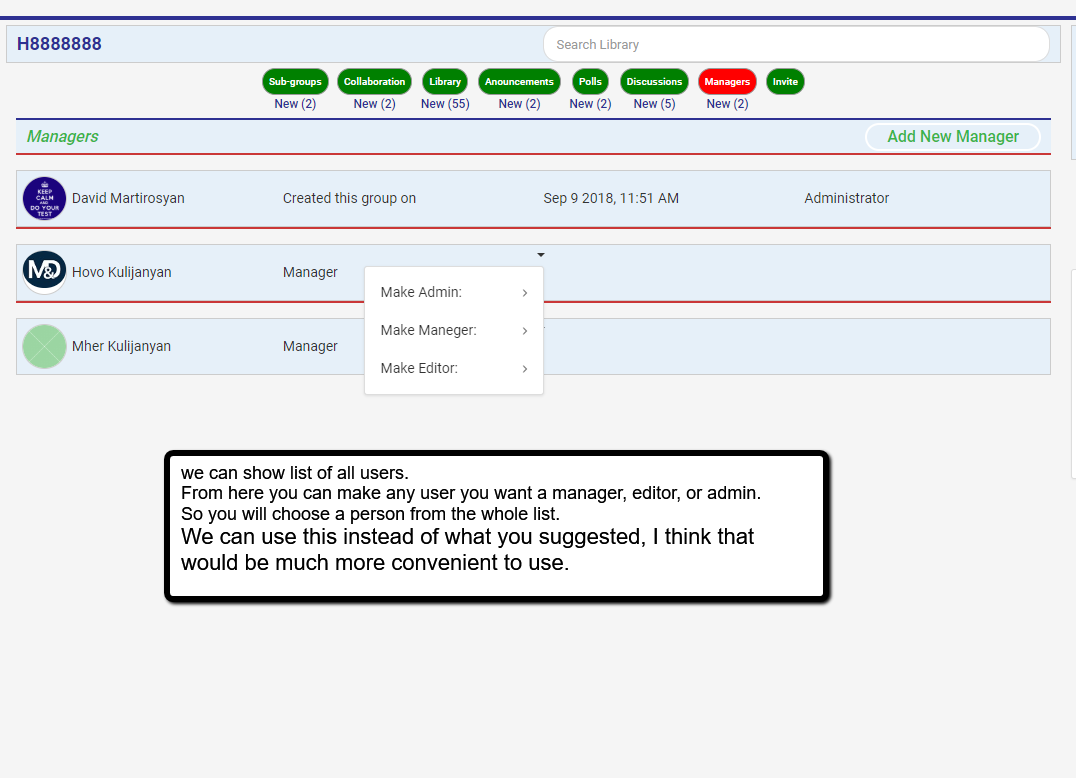 H8888888
Search Library
Sub-groups Collaboration Library Anouncements Polls Discussions Managers Invite
New (2) New (2) New (55) New (2) New (2) New (5) New (2)
Managers Add New Manager
KEEP
CALM
AND
DO YOUR
TEST
David Martirosyan Created this group on Sep 9 2018, 11:51 AM Administrator
M&D
Hovo Kulijanyan Manager
Make Admin:
Make Maneger:
Mher Kulijanyan Manager
Make Editor:
we can show list of all users.
From here you can make any user you want a manager, editor, or admin.
So you will choose a person from the whole list.
We can use this instead of what you suggested, I think that
would be much more convenient to use.